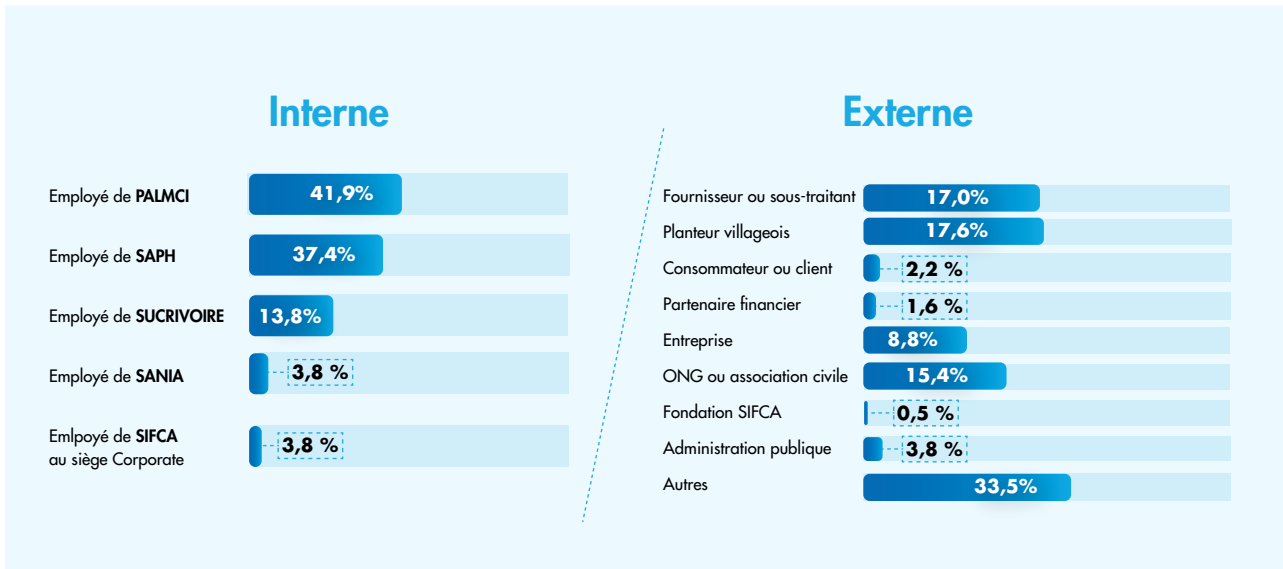 Interne
Employé de PALMCI
41,9%
Employé de SAPH
37,4%
Employé de SUCRIVOIRE
13,8%
Employé de SANIA
3,8 %
Emlpoyé de SIFCA
au siège Corporate
3,8 %
Externe
Fournisseur ou sous-traitant
17,0%
Planteur villageois
17,6%
Consommateur ou client
2,2 %
Partenaire financier
1,6 %
Entreprise
8,8%
ONG ou association civile
15,4%
Fondation SIFCA
0,5 %
Administration publique
3,8 %
Autres
33,5%